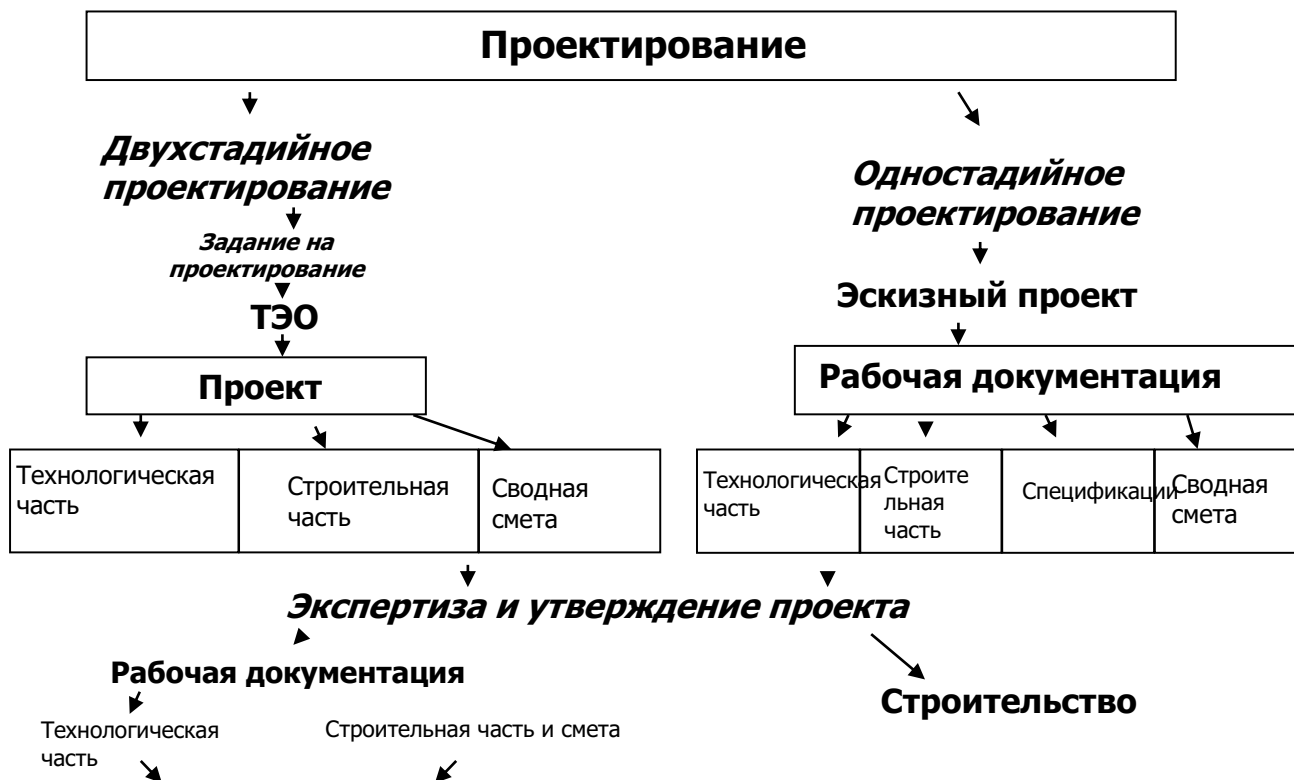 Проектирование
Двухстадийное
проектирование
Одностадийное
проектирование
Задание на
проектирование
Эскизный проект
ТЭО
Проект
Рабочая документация
Технологическая
часть
Строительная
часть
Сводная
смета
Технологическая
часть
Строите
льная
часть
Спецификации
Сводная
смета
Экспертиза и утверждение проекта
Рабочая документация
Строительство
Технологическая
часть
Строительная часть и смета